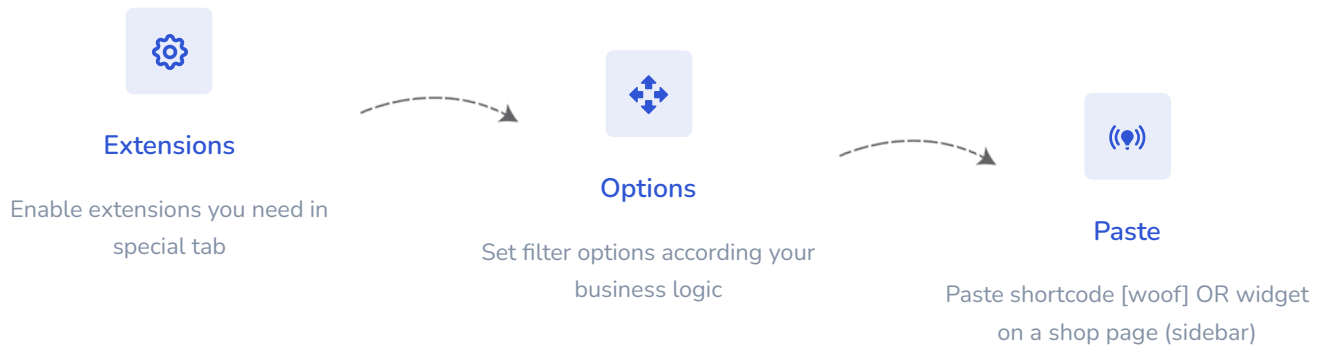 Extensions
Enable extensions you need in
special tab
Options
Set filter options according your
business logic
Paste
Paste shortcode [woof] OR widget
on a shop page (sidebar)